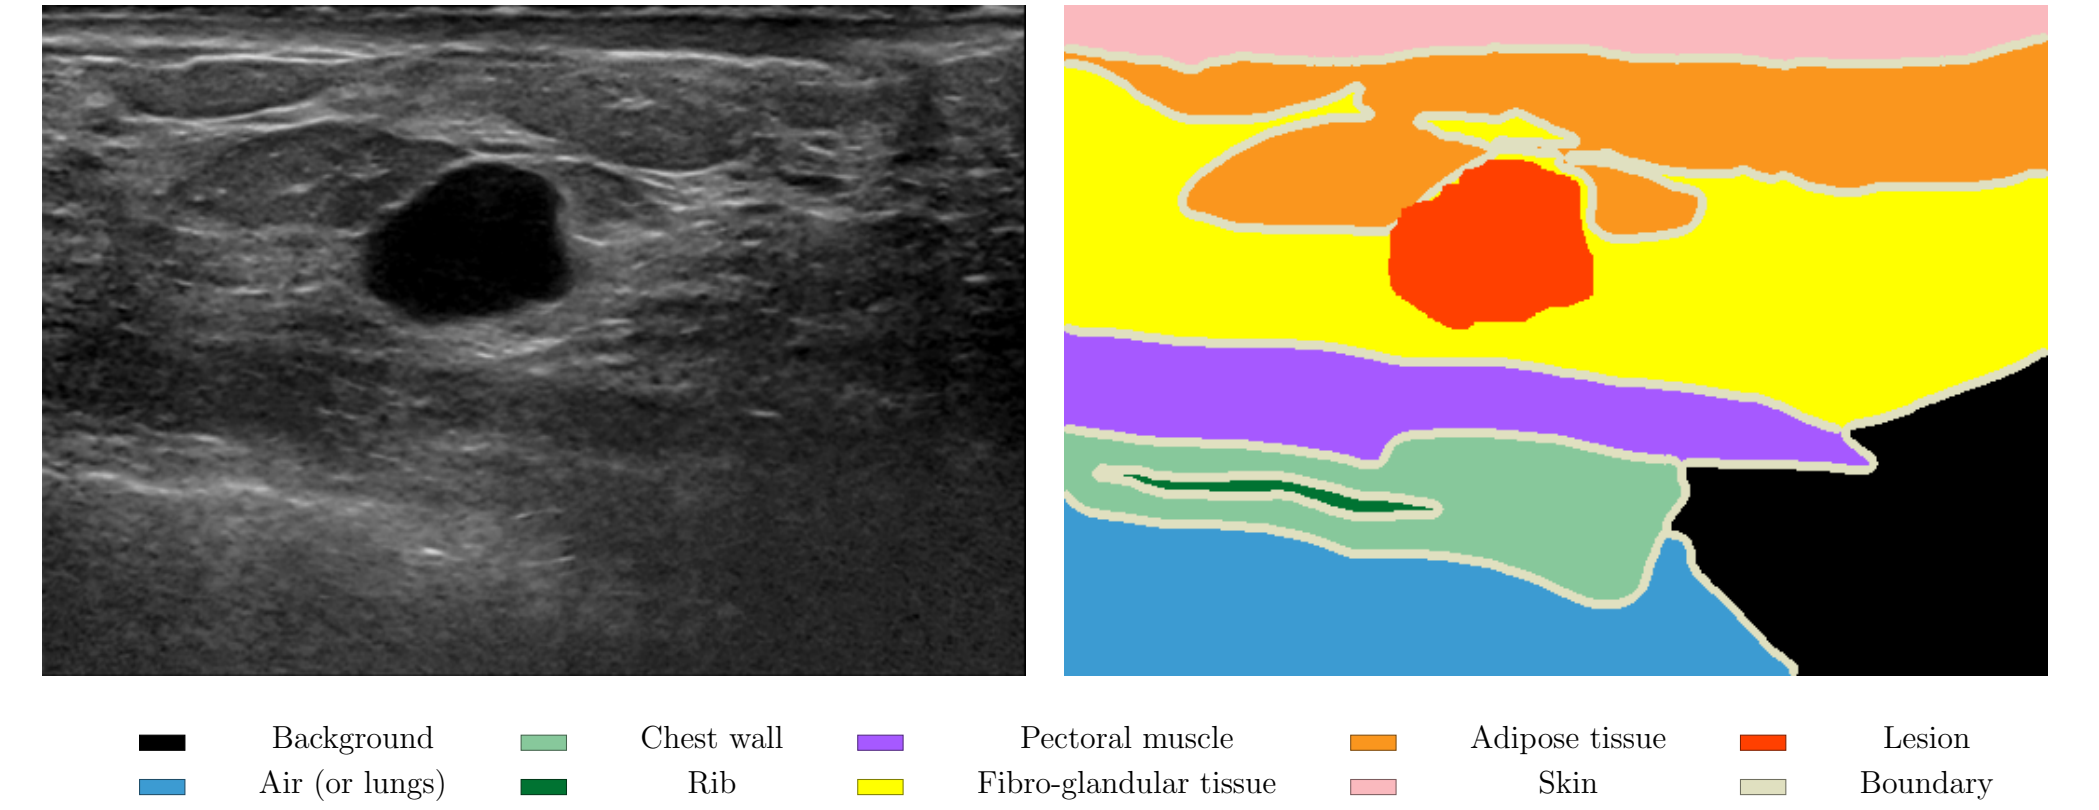 Background Chest wall Pectoral muscle Adipose tissue Lesion
Air (or lungs) Rib Fibro-glandular tissue Skin Boundary